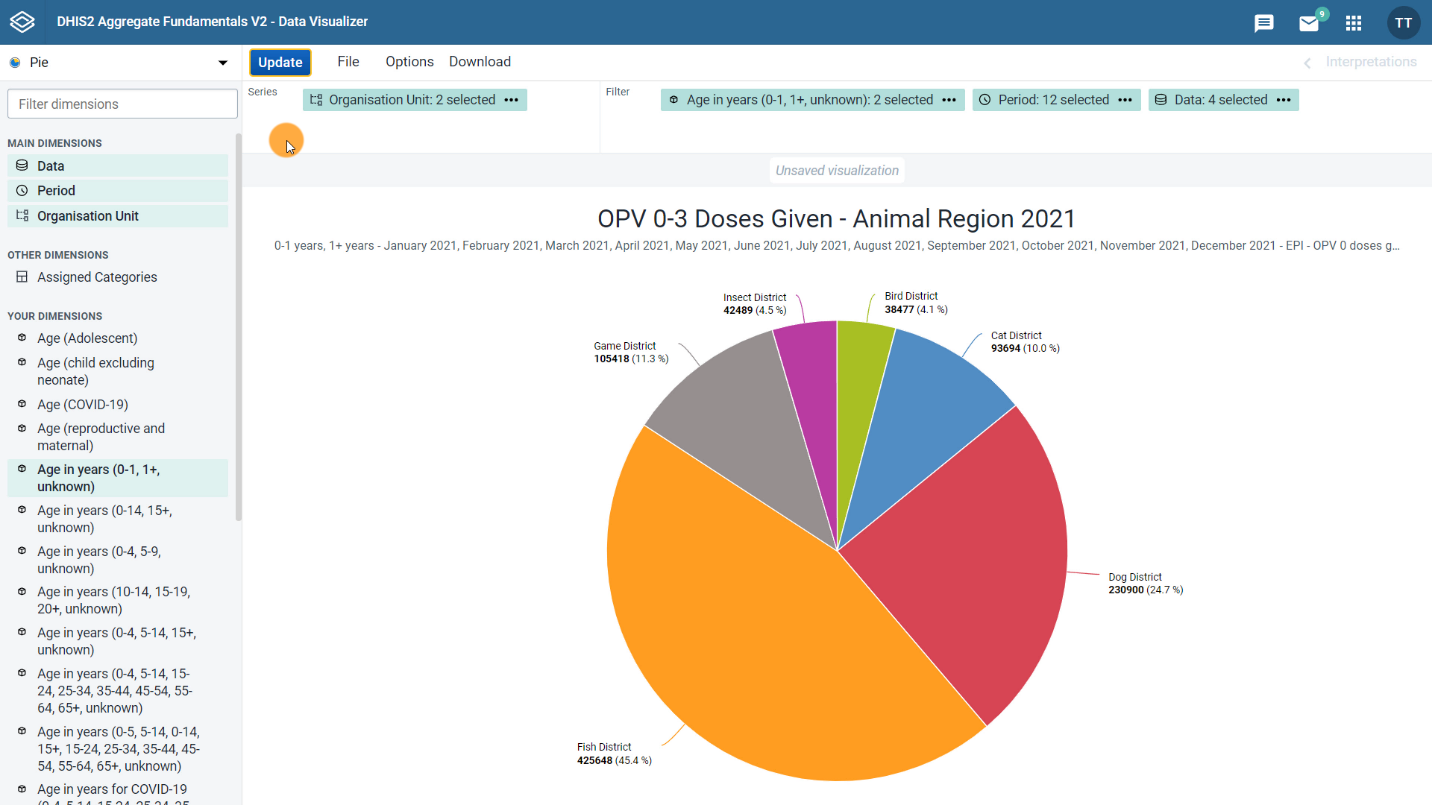 DHIS2 Aggregate Fundamentals V2 - Data Visualizer
9
TT
Pie
Update
File
Options
Download
Interpretations
Filter dimensions
Series
Organisation Unit: 2 selected
Filter
Age in years (0-1, 1+, unknown): 2 selected
Period: 12 selected
Data: 4 selected
MAIN DIMENSIONS
Data
Period
Organisation Unit
OTHER DIMENSIONS
Assigned Categories
YOUR DIMENSIONS
Age (Adolescent)
Age (child excluding
neonate)
Age (COVID-19)
Age (reproductive and
maternal)
Age in years (0-1, 1+,
unknown)
Age in years (0-14, 15+,
unknown)
Age in years (0-4, 5-9,
unknown)
Age in years (10-14, 15-19,
20+, unknown)
Age in years (0-4, 5-14, 15+,
unknown)
Age in years (0-4, 5-14, 15-
24, 25-34, 35-44, 45-54, 55-
64, 65+, unknown)
Age in years (0-5, 5-14, 0-14,
15+, 15-24, 25-34, 35-44, 45-
54, 55-64, 65+, unknown)
Age in years for COVID-19
Unsaved visualization
OPV 0-3 Doses Given - Animal Region 2021
0-1 years, 1+ years - January 2021, February 2021, March 2021, April 2021, May 2021, June 2021, July 2021, August 2021, September 2021, October 2021, November 2021, December 2021 - EPI - OPV 0 doses g...
Insect District
42489 (4.5 %)
Bird District
38477 (4.1 %)
Cat District
93694 (10.0 %)
Game District
105418 (11.3 %)
Dog District
230900 (24.7 %)
Fish District
425648 (45.4 %)